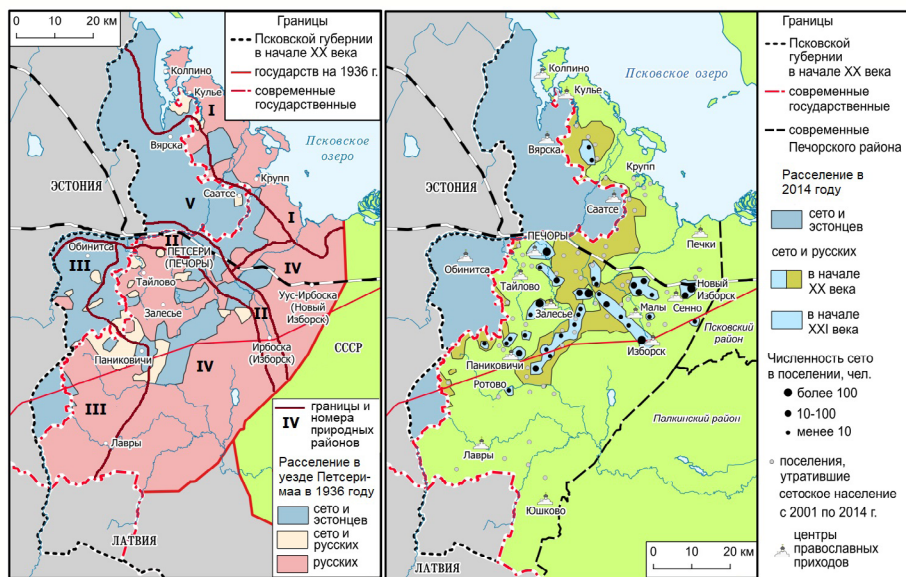 0 10 20 км
Границы
Псковской губернии
в начале XX века
государств на 1936 г.
современные
государственные
Колпино
Кулье
I
Псковское
озеро
Вярска
ЭСТОНИЯ
Крупп
Саатсе
V
I
Обиница
II
ПЕТСЕРИ
(ПЕЧОРЫ)
III
IV
Тайлово
Уус-Ирбоска
(Новый
Изборск)
II
Залесье
СССР
Ирбоска
(Изборск)
Паниковичи
IV
III
Лавры
ЛАТВИЯ
IV
границы и
номера
природных
районов
Расселение в
уезде Петсери-
маа в 1936 году
сето и
эстонцев
сето и
русских
русских
Колпино
Псковское озеро
Кулье
Вярска
Крупп
ЭСТОНИЯ
Саатсе
ПЕЧОРЫ
Печки
Обиница
Тайлово
Новый
Изборск
Залесье
Малы
Сенно
Псковский
район
Изборск
Паниковичи
Ротово
Палкинский район
Лавры
Юшково
ЛАТВИЯ
0 10 20 км
Границы
Псковской
губернии
в начале XX века
современные
государственные
современные
Печорского района
Расселение в
2014 году
сето и
эстонцев
сето и русских
в начале
XX века
в начале
XXI века
Численность сето
в поселении, чел.
более 100
10-100
менее 10
поселения,
утратившие
сетоское население
с 2001 по 2014 г.
центры
православных
приходов